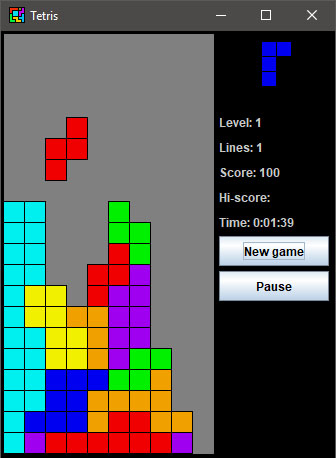 Tetris
Level: 1
Lines: 1
Score: 100
Hi-score:
Time: 0:01:39
New game
Pause